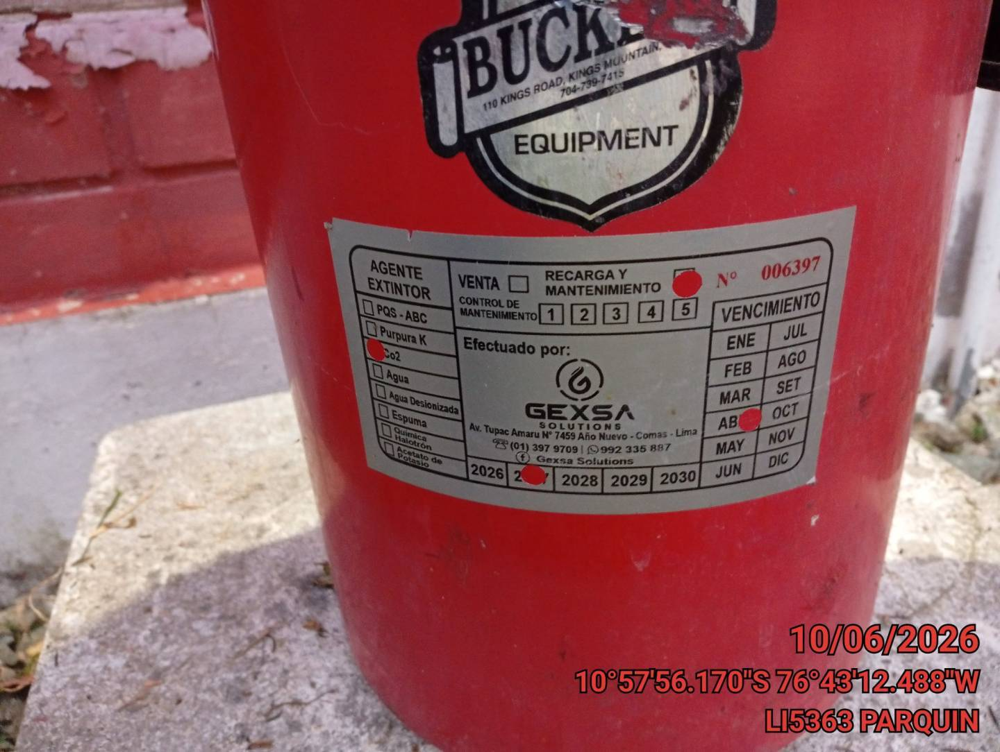 110 KINGS ROAD, KINGS MOUNTAIN,
704-739-7415
EQUIPMENT
AGENTE
EXTINTOR
PQS - ABC
Purpura K
Co2
Agua
Agua Desionizada
Espuma
Química
Halotrón
Acetato de
Potasio
VENTA
RECARGA Y
MANTENIMIENTO
Nº 006397
CONTROL DE
MANTENIMIENTO 1 2 3 4 5
Efectuado por:
GEXSA
SOLUTIONS
Av. Tupac Amaru N° 7459 Año Nuevo - Comas - Lima
(01) 397 9709 | 992 335 887
Gexsa Solutions
2026 2028 2029 2030
VENCIMIENTO
ENE JUL
FEB AGO
MAR SET
OCT
MAY NOV
JUN DIC
10/06/2026
10°57'56.170"S 76°43'12.488"W
LI5363 PARQUIN